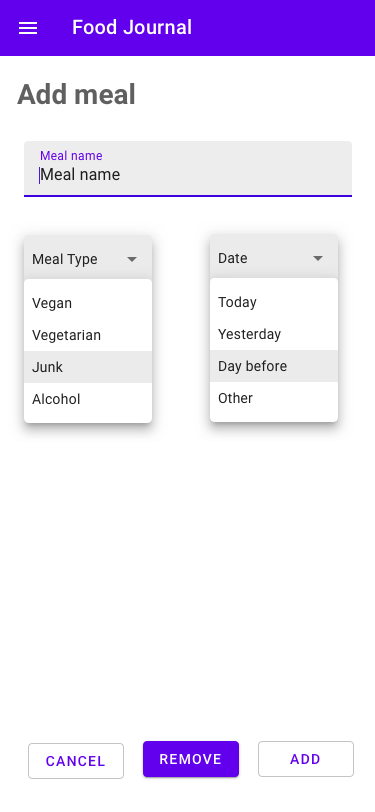 Food Journal
Add meal
Meal name
Meal name
Meal Type
Vegan
Vegetarian
Junk
Alcohol
Date
Today
Yesterday
Day before
Other
CANCEL
REMOVE
ADD